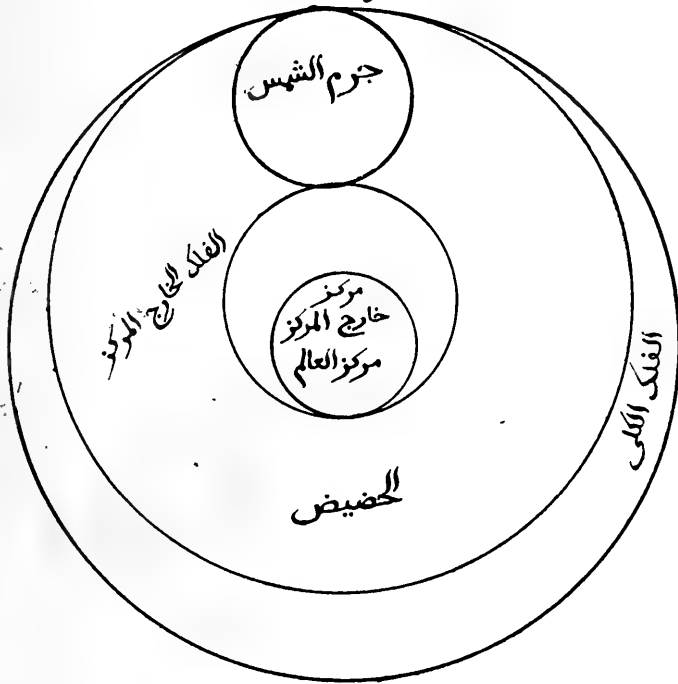 جرم الشمس
الفلك الخارج المركز
مركز
خارج المركز
مركز العالم
الفلك الكلى
الحضيض